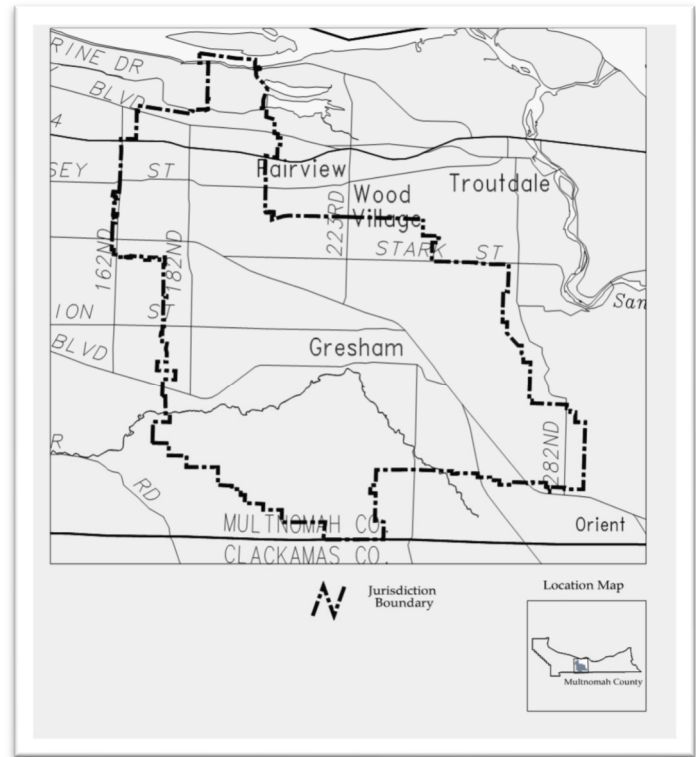 RINE DR
BLVD
4
SEY ST
Fairview
Wood
Village
Troutdale
223RD
STARK ST
162ND
182ND
San
ION ST
BLVD
Gresham
282ND
R
RD
MULTNOMAH CO.
CLACKAMAS CO.
Orient
Jurisdiction
Boundary
Location Map
Multnomah County